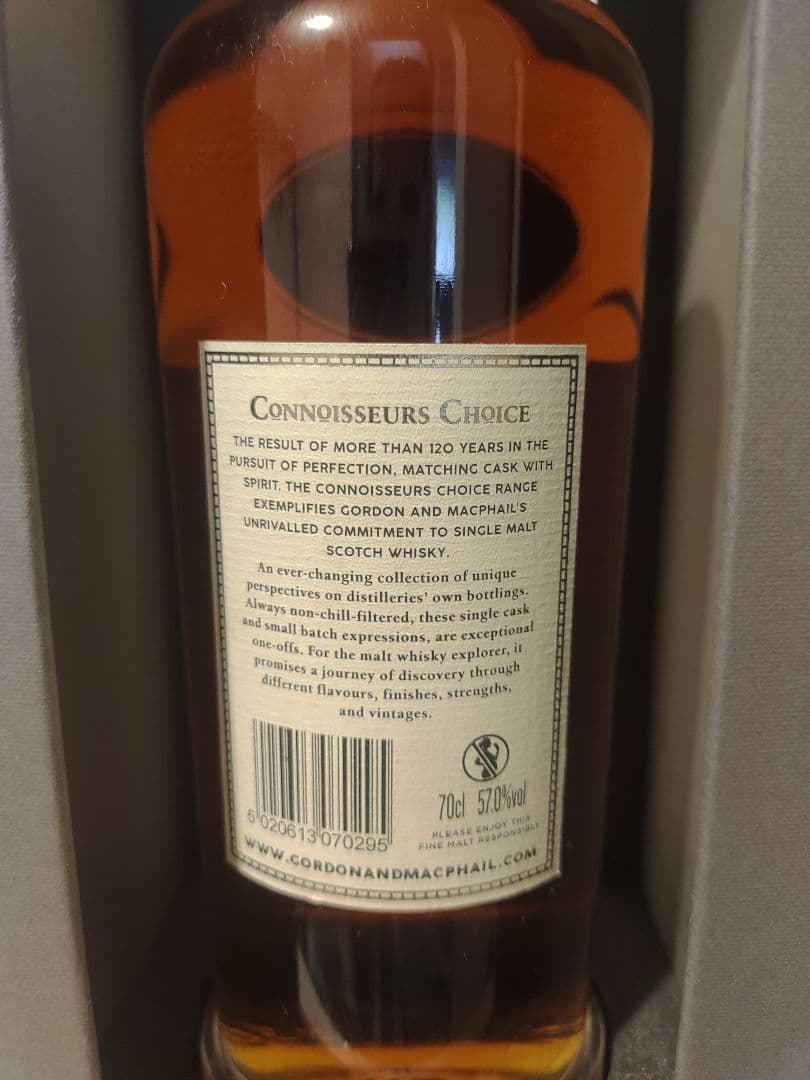 CONNOISSEURS CHOICE
THE RESULT OF MORE THAN 120 YEARS IN THE
PURSUIT OF PERFECTION, MATCHING CASK WITH
SPIRIT. THE CONNOISSEURS CHOICE RANGE
EXEMPLIFIES GORDON AND MACPHAIL'S
UNRIVALLED COMMITMENT TO SINGLE MALT
SCOTCH WHISKY.
An ever-changing collection of unique
perspectives on distilleries' own bottlings.
Always non-chill-filtered, these single cask
and small batch expressions, are exceptional
one-offs. For the malt whisky explorer, it
promises a journey of discovery through
different flavours, finishes, strengths,
and vintages.
70cl 57.0%vol
PLEASE ENJOY THIS
FINE MALT RESPONSIBLY
5 020613 070295
WWW.GORDONANDMACPHAIL.COM